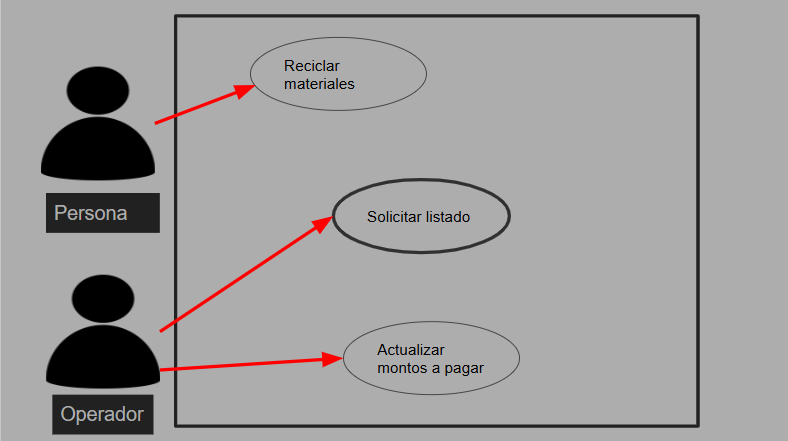 Reciclar
materiales
Persona
Solicitar listado
Actualizar
montos a pagar
Operador